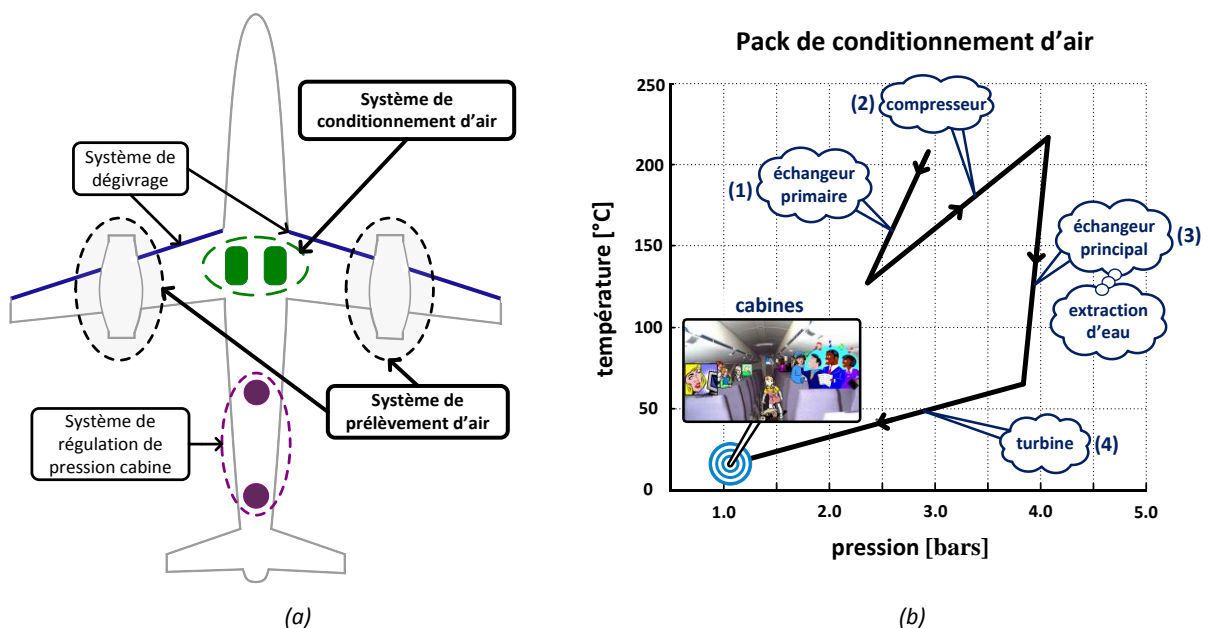 Système de
conditionnement d'air
Système de
dégivrage
Système de
prélèvement d'air
Système de
régulation de
pression cabine
(a)
Pack de conditionnement d'air
température [°C]
250
200
150
100
50
0
1.0
2.0
3.0
4.0
5.0
pression [bars]
(1)
échangeur
primaire
(2)
compresseur
échangeur
principal
(3)
extraction
d'eau
cabines
turbine
(4)
(b)